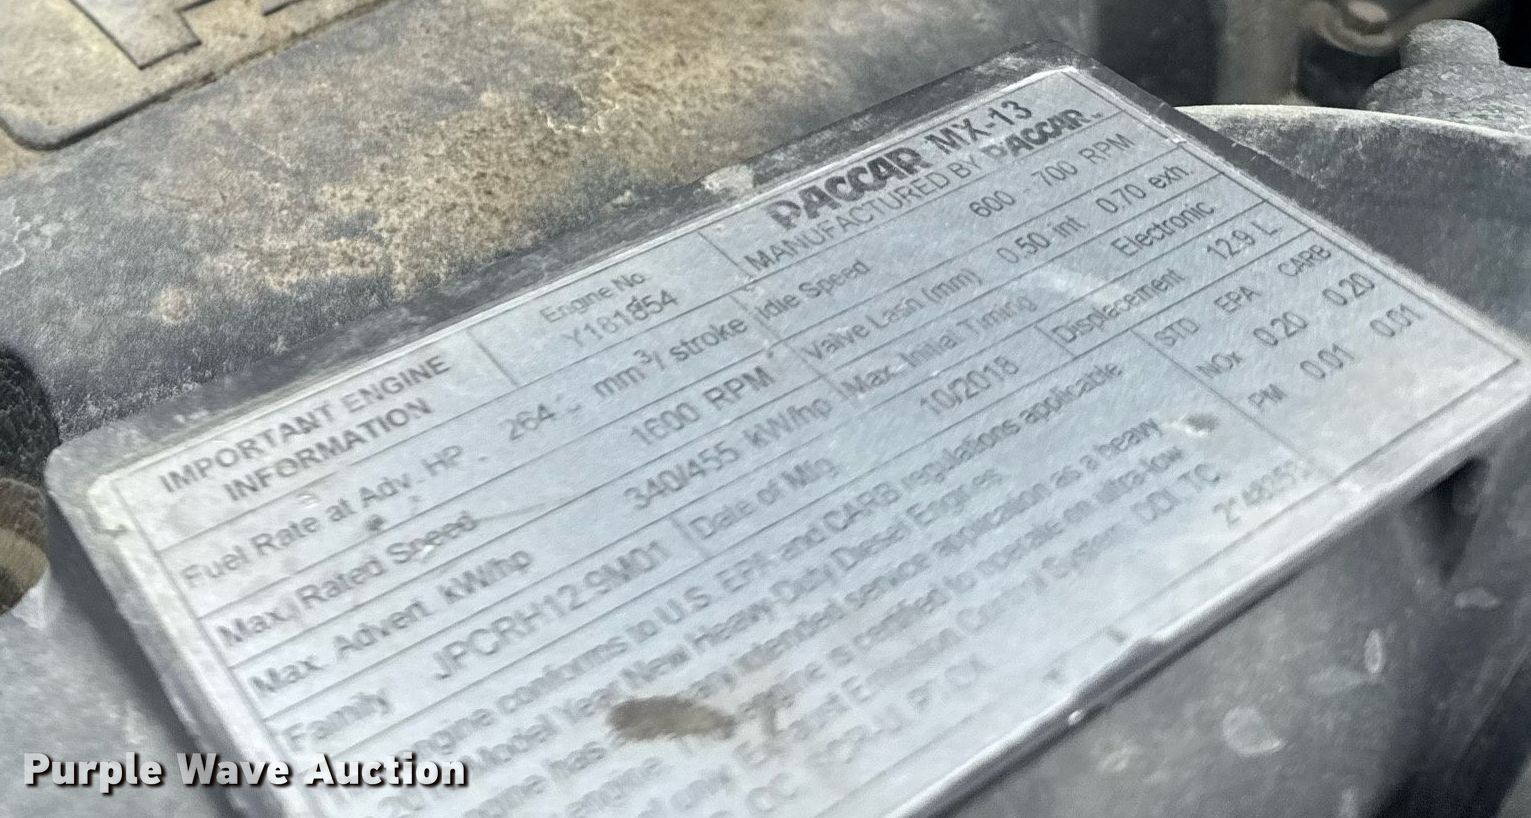 IMPORTANT ENGINE
INFORMATION
Engine No.
PACCAR MX-13
MANUFACTURED BY PACCAR
Fuel Rate at Adv. HP 264 mm³/ stroke
Idle Speed 600 - 700 RPM
Max./Rated Speed 1600 RPM
Valve Lash (mm) 0.50 int 0.70 exh.
Max. Advert. kW/hp 340/455 kW/hp
Max. Initial Timing Electronic
Family JPCRH12.9M01
Date of Mfg 10/2018
Displacement 12.9 L
engine conforms to U.S. EPA and CARB regulations applicable
Model Year New Heavy-Duty Diesel Engines
engine has intended service application as a heavy
engine is certified to operate on ultra-low
Exhaust Emission Control System DDI, TC
STD EPA CARB
NOx 0.20 0.20
PM 0.01 0.01
Purple Wave Auction